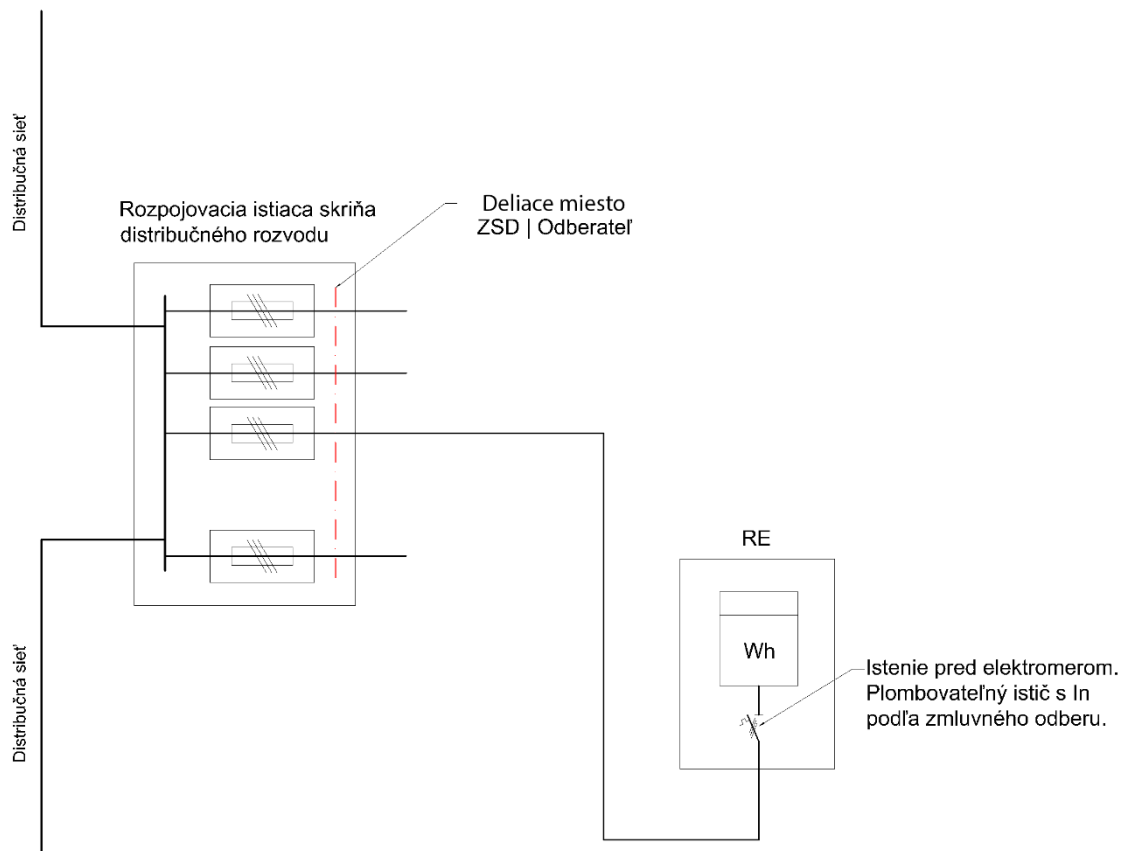 Distribučná sieť
Rozpojovacia istiaca skriňa
distribučného rozvodu
Deliace miesto
ZSD | Odberateľ
Distribučná sieť
RE
Wh
Istenie pred elektromerom.
Plombovateľný istič s In
podľa zmluvného odberu.